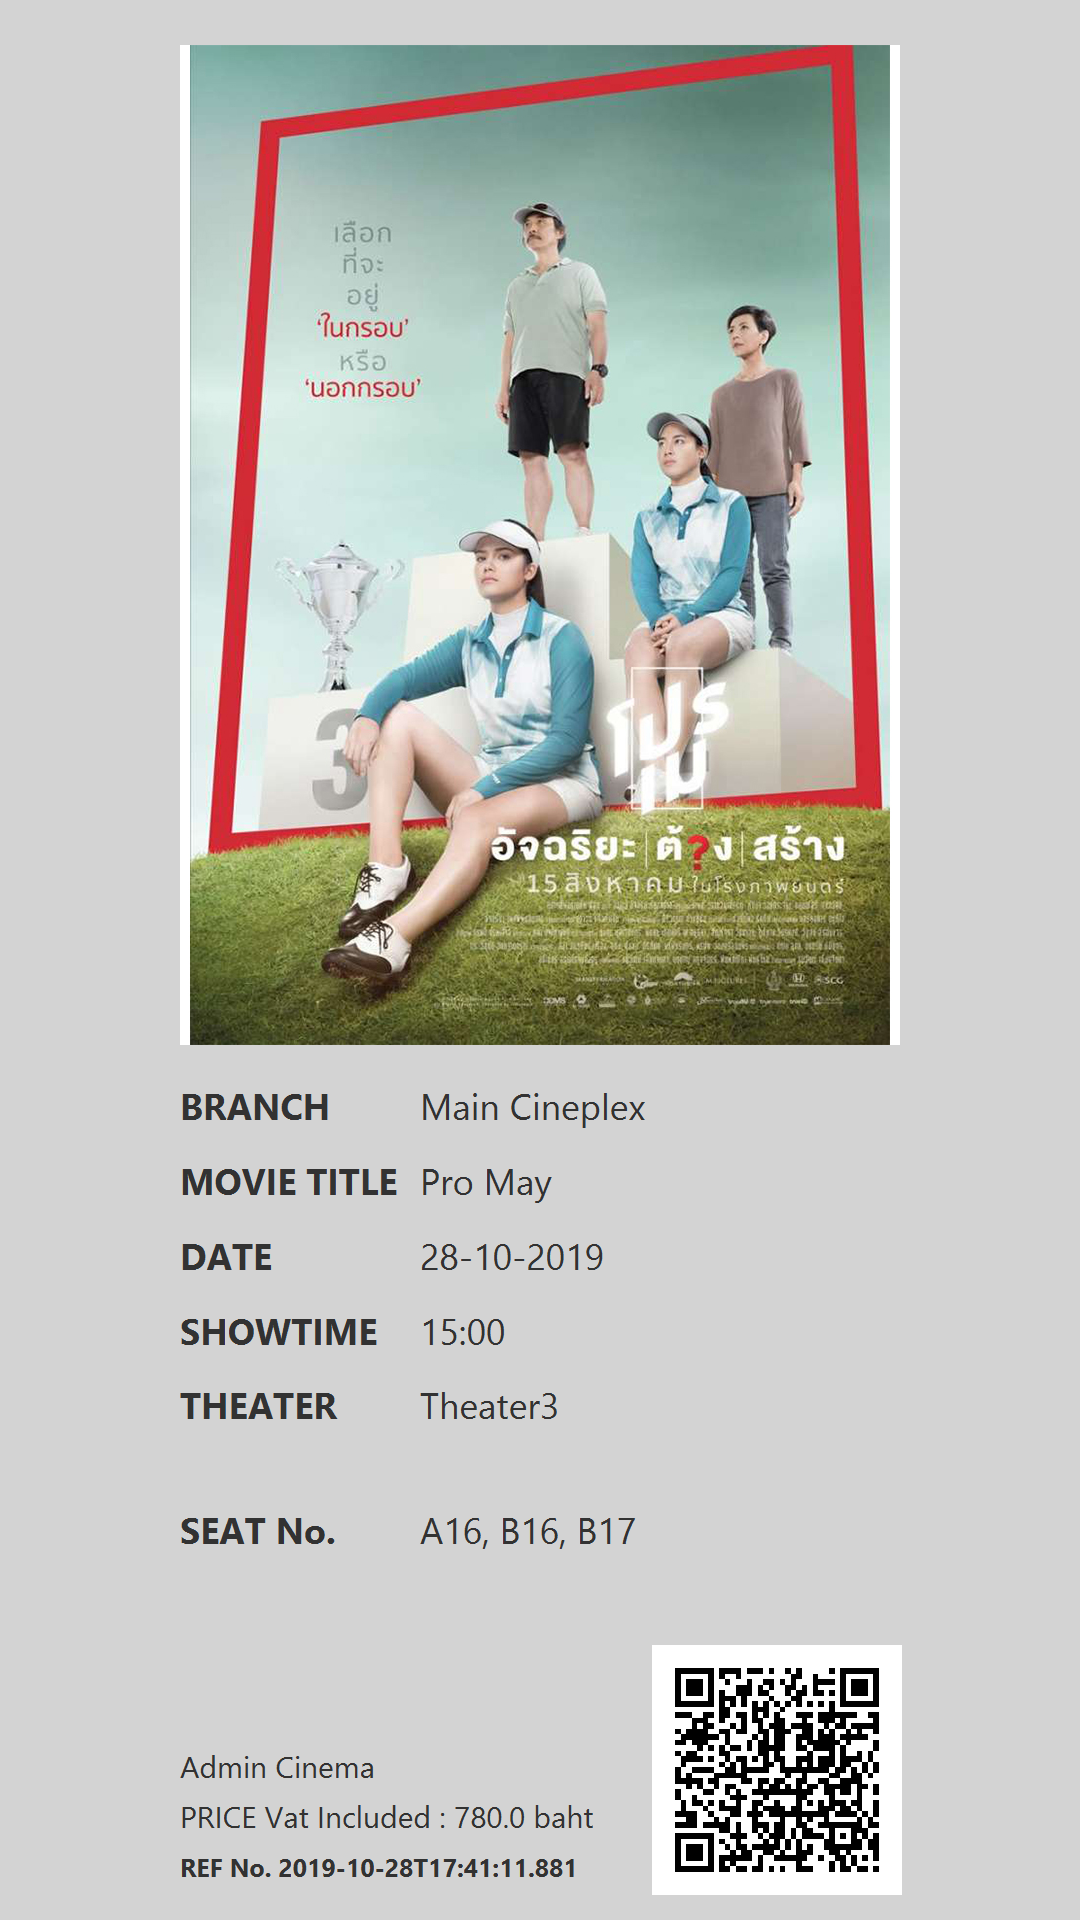 เลือก
ที่จะ
อยู่
‘ในกรอบ’
หรือ
‘นอกกรอบ’
3
โปร
เม
อัจฉริยะ | ต้?ง | สร้าง
15 สิงหาคม ในโรงภาพยนตร์
SCG
BRANCH Main Cineplex
MOVIE TITLE Pro May
DATE 28-10-2019
SHOWTIME 15:00
THEATER Theater3
SEAT No. A16, B16, B17
Admin Cinema
PRICE Vat Included : 780.0 baht
REF No. 2019-10-28T17:41:11.881